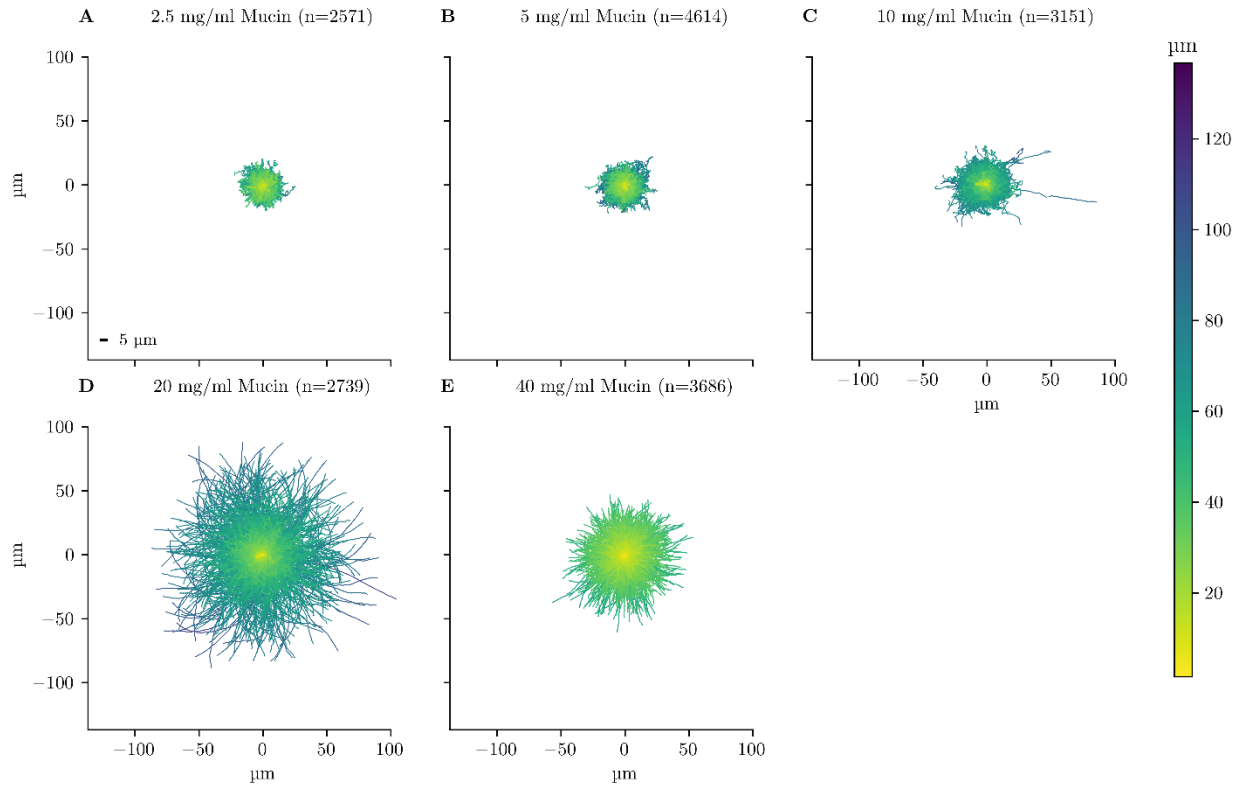 A 2.5 mg/ml Mucin (n=2571)
B 5 mg/ml Mucin (n=4614)
C 10 mg/ml Mucin (n=3151)
µm
100
50
0
−50
−100
µm
5 µm
−100 −50 0 50 100
µm
120
100
80
60
40
20
D 20 mg/ml Mucin (n=2739)
E 40 mg/ml Mucin (n=3686)
100
50
0
−50
−100
µm
−100 −50 0 50 100
µm
−100 −50 0 50 100
µm